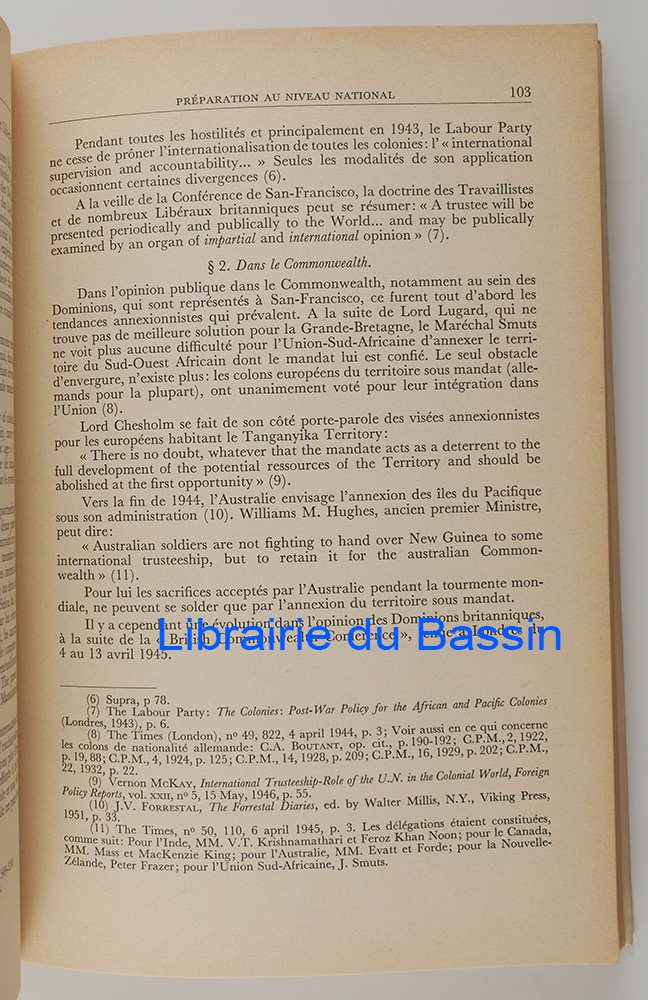 PRÉPARATION AU NIVEAU NATIONAL 103
Pendant toutes les hostilités et principalement en 1943, le Labour Party
ne cesse de prôner l'internationalisation de toutes les colonies: l' « international
supervision and accountability... » Seules les modalités de son application
occasionnent certaines divergences (6).
A la veille de la Conférence de San-Francisco, la doctrine des Travaillistes
et de nombreux Libéraux britanniques peut se résumer: « A trustee will be
presented periodically and publically to the World... and may be publically
examined by an organ of impartial and international opinion » (7).
§ 2. Dans le Commonwealth.
Dans l'opinion publique dans le Commonwealth, notamment au sein des
Dominions, qui sont représentés à San-Francisco, ce furent tout d'abord les
tendances annexionnistes qui prévalent. A la suite de Lord Lugard, qui ne
trouve pas de meilleure solution pour la Grande-Bretagne, le Maréchal Smuts
ne voit plus aucune difficulté pour l'Union-Sud-Africaine d'annexer le terri-
toire du Sud-Ouest Africain dont le mandat lui est confié. Le seul obstacle
d'envergure, n'existe plus: les colons européens du territoire sous mandat (alle-
mands pour la plupart), ont unanimement voté pour leur intégration dans
l'Union (8).
Lord Chesholm se fait de son côté porte-parole des visées annexionnistes
pour les européens habitant le Tanganyika Territory:
« There is no doubt, whatever that the mandate acts as a deterrent to the
full development of the potential ressources of the Territory and should be
abolished at the first opportunity » (9).
Vers la fin de 1944, l'Australie envisage l'annexion des îles du Pacifique
sous son administration (10). Williams M. Hughes, ancien premier Ministre,
peut dire:
« Australian soldiers are not fighting to hand over New Guinea to some
international trusteeship, but to retain it for the australian Common-
wealth » (11).
Pour lui les sacrifices acceptés par l'Australie pendant la tourmente mon-
diale, ne peuvent se solder que par l'annexion du territoire sous mandat.
Il y a cependant une évolution dans l'opinion des Dominions britanniques,
à la suite de la « British Commonwealth Conference », tenue à Londres du
4 au 13 avril 1945.
Librairie du Bassin
(6) Supra, p 78.
(7) The Labour Party: The Colonies: Post-War Policy for the African and Pacific Colonies
(Londres, 1943), p. 6.
(8) The Times (London), nº 49, 822, 4 april 1944, p. 3; Voir aussi en ce qui concerne
les colons de nationalité allemande: C.A. BOUTANT, op. cit., p. 190-192; C.P.M., 2, 1922,
p. 19, 88; C.P.M., 4, 1924, p. 125; C.P.M., 14, 1928, p. 209; C.P.M., 16, 1929, p. 202; C.P.M.,
22, 1932, p. 22.
(9) Vernon McKAY, International Trusteeship-Role of the U.N. in the Colonial World, Foreign
Policy Reports, vol. XXII, nº 5, 15 May, 1946, p. 55.
(10) J.V. FORRESTAL, The Forrestal Diaries, ed. by Walter Millis, N.Y., Viking Press,
1951, p. 33.
(11) The Times, nº 50, 110, 6 april 1945, p. 3. Les délégations étaient constituées,
comme suit: Pour l'Inde, MM. V.T. Krishnamathari et Feroz Khan Noon; pour le Canada,
MM. Mass et MacKenzie King; pour l'Australie, MM. Evatt et Forde; pour la Nouvelle-
Zélande, Peter Frazer; pour l'Union Sud-Africaine, J. Smuts.